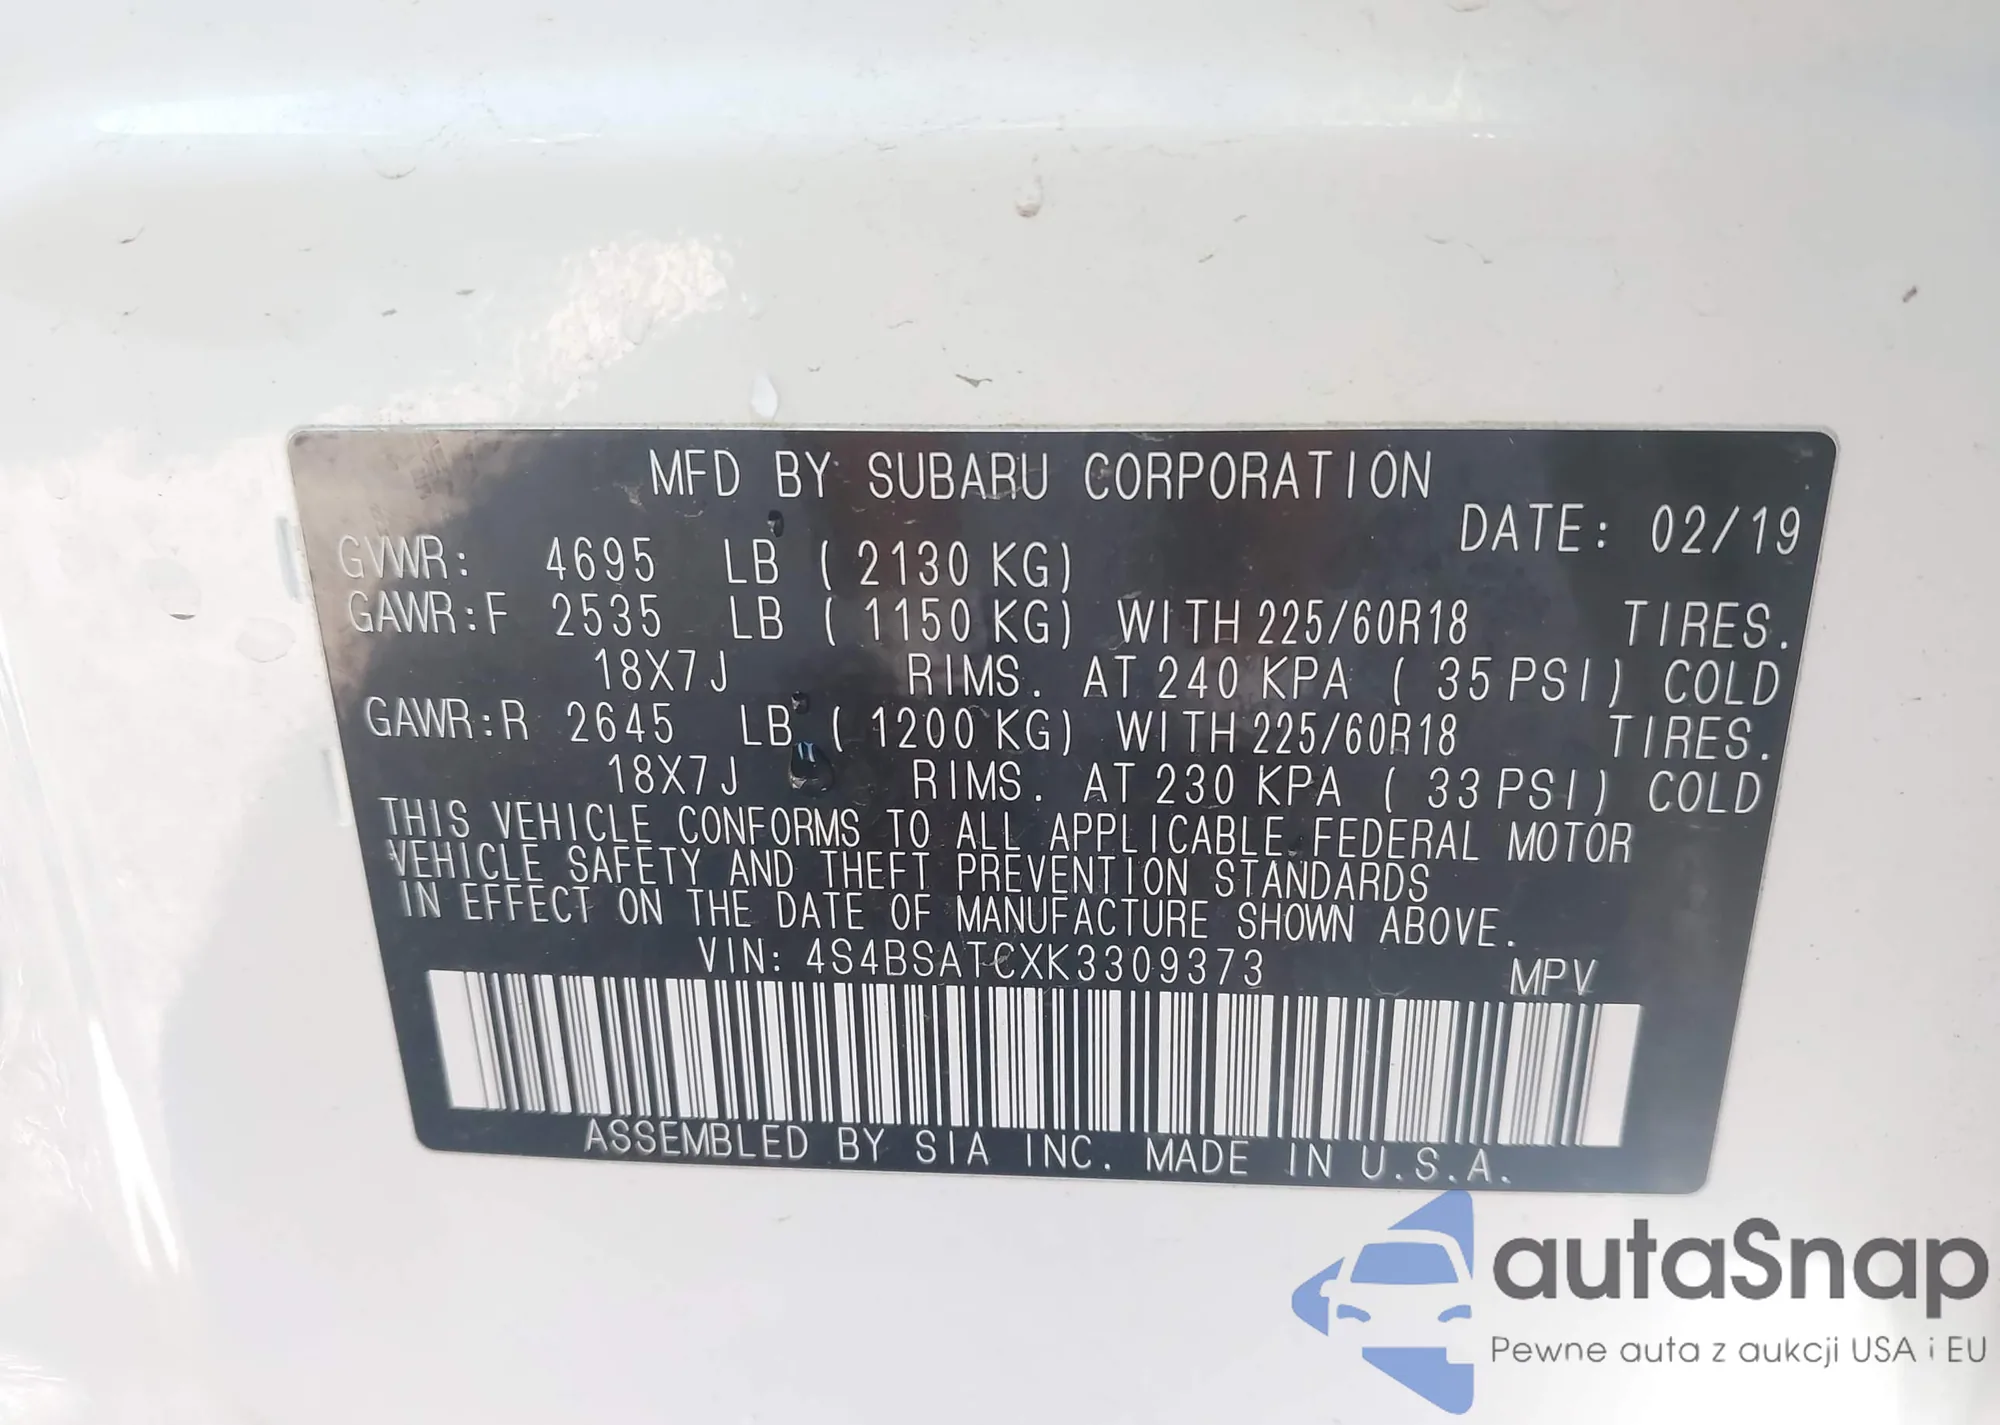 MFD BY SUBARU CORPORATION
DATE: 02/19
GVWR: 4695 LB ( 2130 KG)
GAWR:F 2535 LB ( 1150 KG) WITH 225/60R18 TIRES.
18X7J RIMS. AT 240 KPA ( 35 PSI) COLD
GAWR:R 2645 LB ( 1200 KG) WITH 225/60R18 TIRES.
18X7J RIMS. AT 230 KPA ( 33 PSI) COLD
THIS VEHICLE CONFORMS TO ALL APPLICABLE FEDERAL MOTOR
VEHICLE SAFETY AND THEFT PREVENTION STANDARDS
IN EFFECT ON THE DATE OF MANUFACTURE SHOWN ABOVE.
VIN: 4S4BSATCXK3309373 MPV
ASSEMBLED BY SIA INC. MADE IN U.S.A.
autaSnap
Pewne auta z aukcji USA i EU